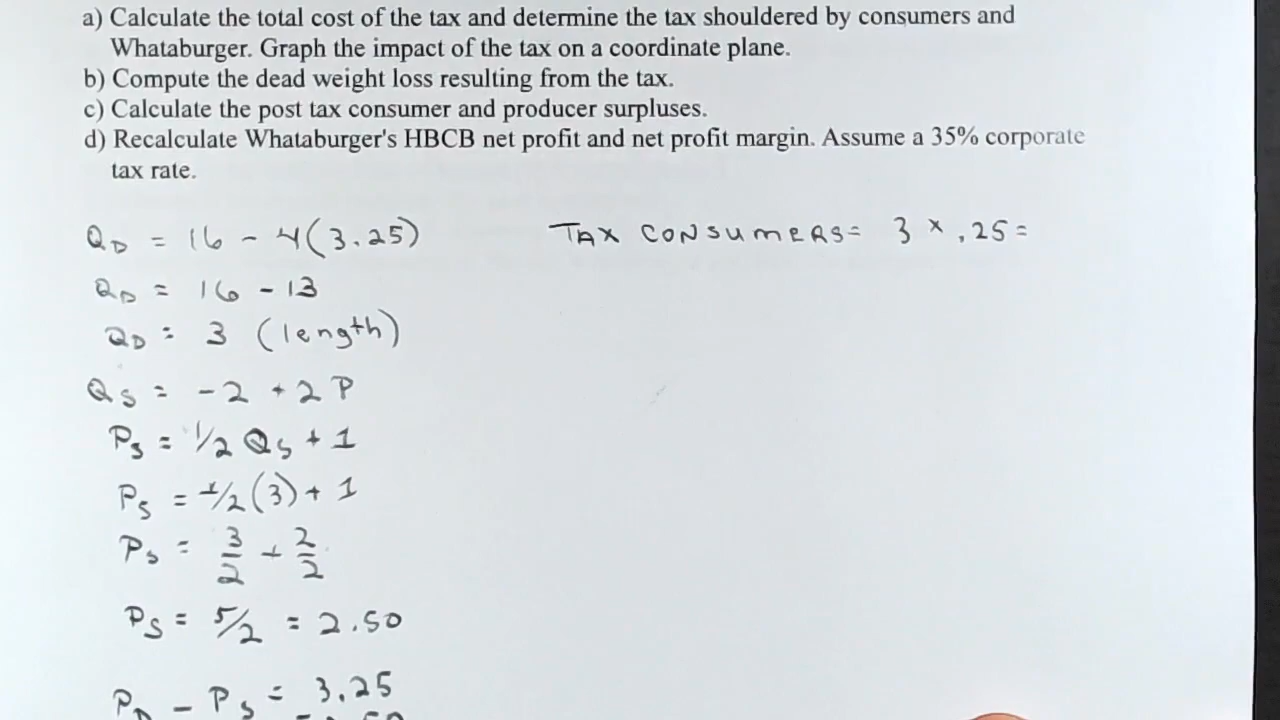 a) Calculate the total cost of the tax and determine the tax shouldered by consumers and
Whataburger. Graph the impact of the tax on a coordinate plane.
b) Compute the dead weight loss resulting from the tax.
c) Calculate the post tax consumer and producer surpluses.
d) Recalculate Whataburger's HBCB net profit and net profit margin. Assume a 35% corporate
tax rate.
QD = 16 - 4(3.25)
QD = 16 - 13
QD = 3 (length)
QS = -2 + 2P
PS = 1/2 QS + 1
PS = 1/2(3) + 1
PS = 3/2 + 2/2
PS = 5/2 = 2.50
PD - PS = 3.25
TAX CONSUMERS = 3 × .25 =